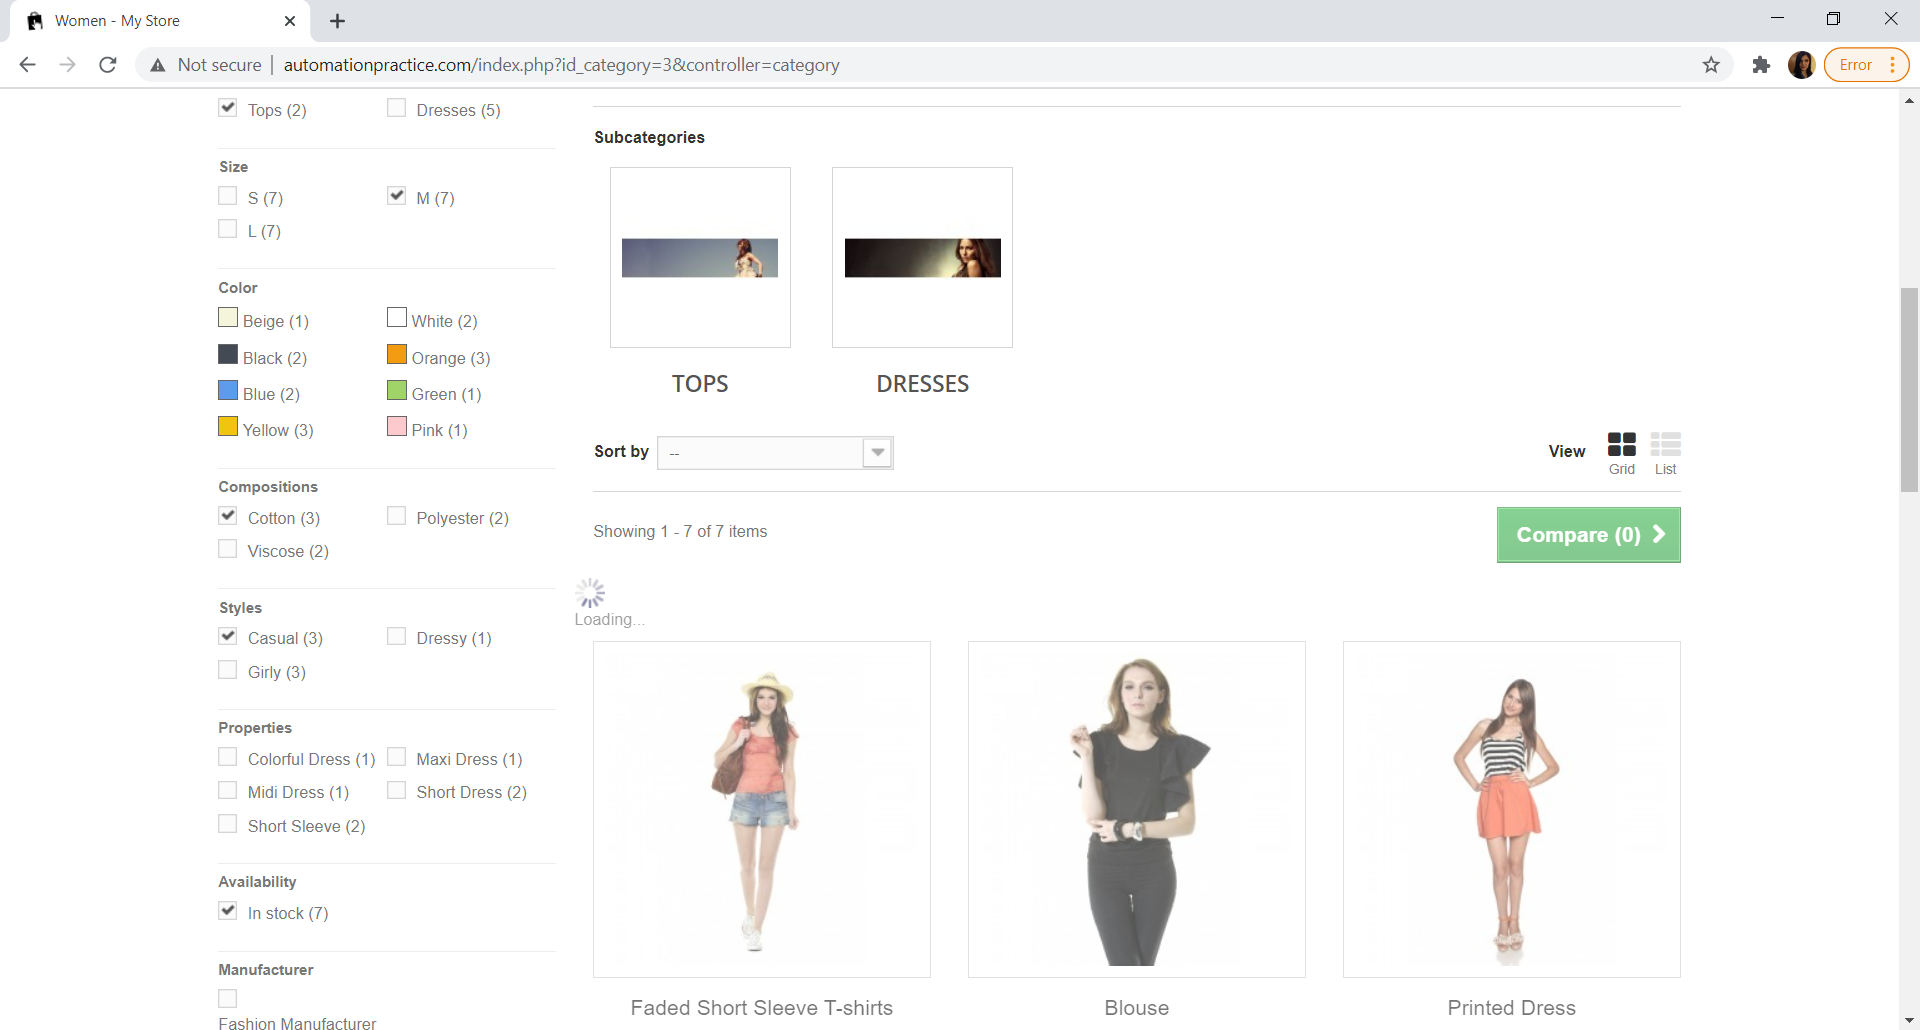 Women - My Store
Not secure
automationpractice.com/index.php?id_category=3&controller=category
Error
Tops (2)
Dresses (5)
Size
S (7)
M (7)
L (7)
Color
Beige (1)
White (2)
Black (2)
Orange (3)
Blue (2)
Green (1)
Yellow (3)
Pink (1)
Compositions
Cotton (3)
Polyester (2)
Viscose (2)
Styles
Casual (3)
Dressy (1)
Girly (3)
Properties
Colorful Dress (1)
Maxi Dress (1)
Midi Dress (1)
Short Dress (2)
Short Sleeve (2)
Availability
In stock (7)
Manufacturer
Fashion Manufacturer
Subcategories
TOPS
DRESSES
Sort by
--
View
Grid
List
Showing 1 - 7 of 7 items
Compare (0)
Loading...
Faded Short Sleeve T-shirts
Blouse
Printed Dress